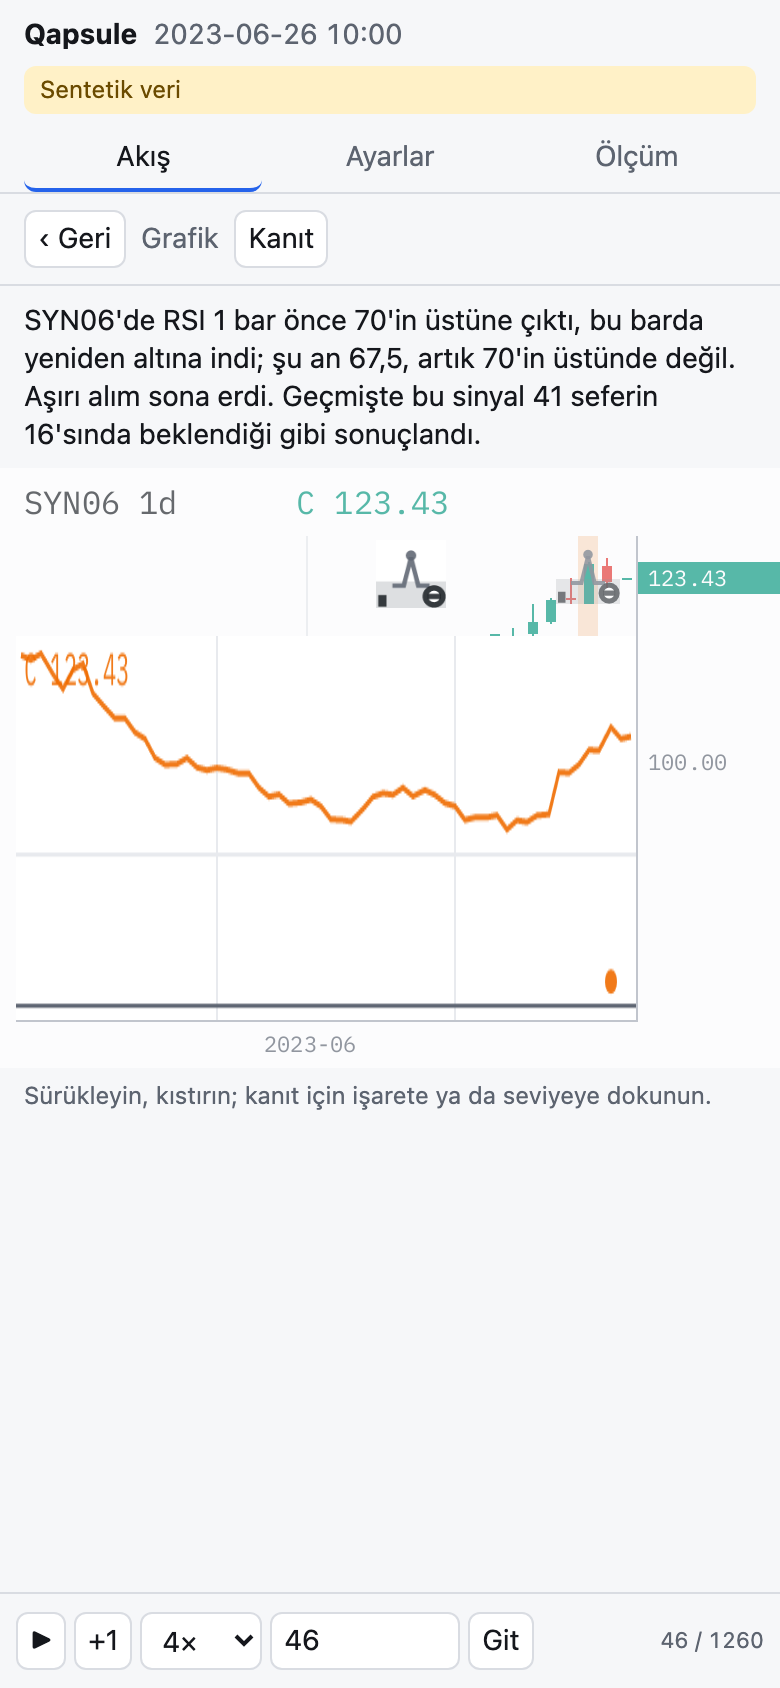 Qapsule 2023-06-26 10:00
Sentetik veri
Akış Ayarlar Ölçüm
‹ Geri Grafik Kanıt
SYN06'de RSI 1 bar önce 70'in üstüne çıktı, bu barda
yeniden altına indi; şu an 67,5, artık 70'in üstünde değil.
Aşırı alım sona erdi. Geçmişte bu sinyal 41 seferin
16'sında beklendiği gibi sonuçlandı.
SYN06 1d C 123.43
123.43
C 123.43
100.00
2023-06
Sürükleyin, kıstırın; kanıt için işarete ya da seviyeye dokunun.
+1 4× 46 Git 46 / 1260